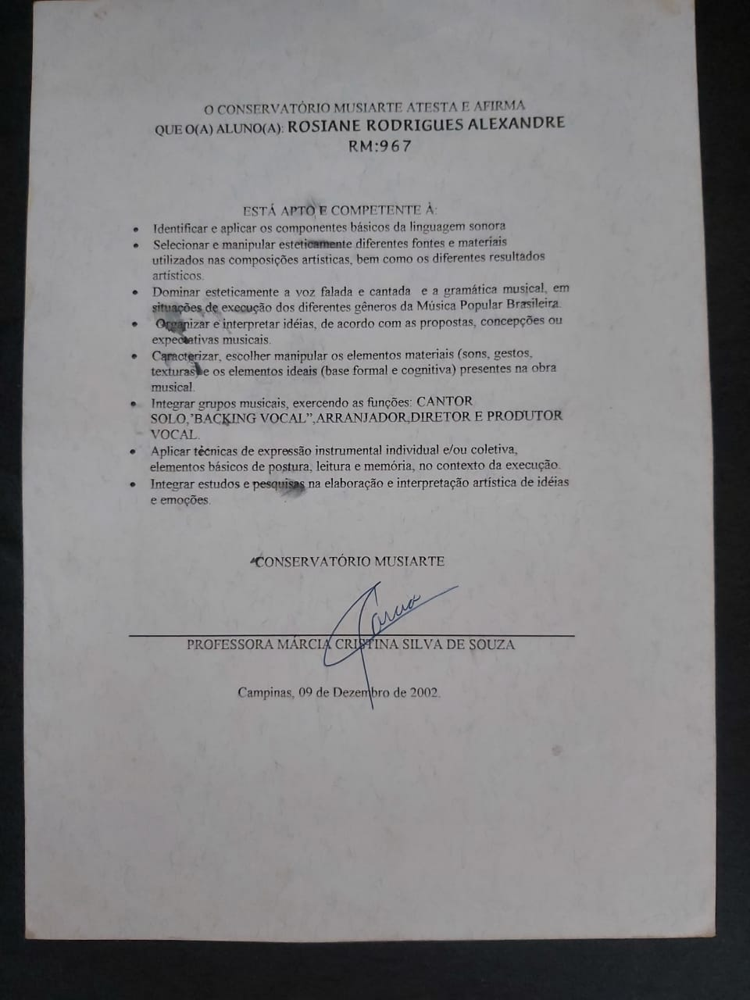 O CONSERVATÓRIO MUSIARTE ATESTA E AFIRMA
QUE O(A) ALUNO(A): ROSIANE RODRIGUES ALEXANDRE
RM:967
ESTÁ APTO E COMPETENTE À:
• Identificar e aplicar os componentes básicos da linguagem sonora
• Selecionar e manipular esteticamente diferentes fontes e materiais
utilizados nas composições artísticas, bem como os diferentes resultados
artísticos.
• Dominar esteticamente a voz falada e cantada e a gramática musical, em
situações de execução dos diferentes gêneros da Música Popular Brasileira.
• Organizar e interpretar idéias, de acordo com as propostas, concepções ou
expectativas musicais.
• Caracterizar, escolher manipular os elementos materiais (sons, gestos,
texturas) e os elementos ideais (base formal e cognitiva) presentes na obra
musical.
• Integrar grupos musicais, exercendo as funções: CANTOR
SOLO,"BACKING VOCAL",ARRANJADOR,DIRETOR E PRODUTOR
VOCAL.
• Aplicar técnicas de expressão instrumental individual e/ou coletiva,
elementos básicos de postura, leitura e memória, no contexto da execução.
• Integrar estudos e pesquisas na elaboração e interpretação artística de idéias
e emoções.
CONSERVATÓRIO MUSIARTE
PROFESSORA MÁRCIA CRISTINA SILVA DE SOUZA
Campinas, 09 de Dezembro de 2002.